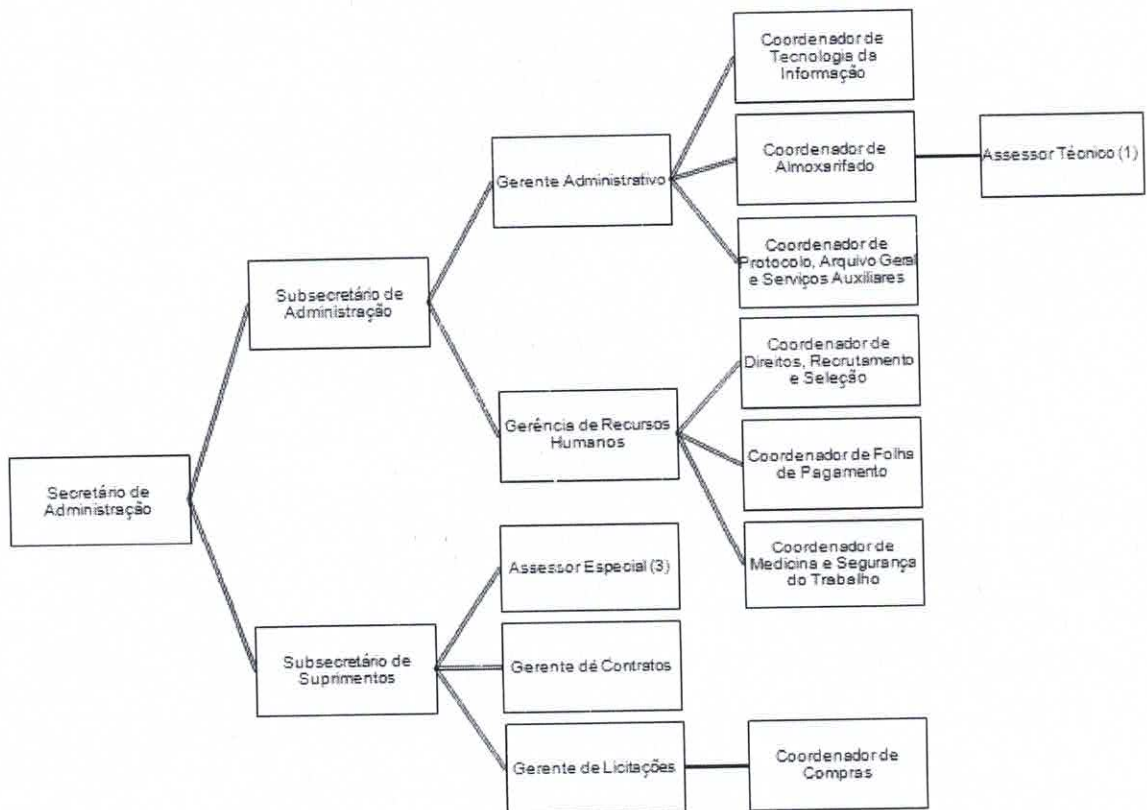 Coordenador de
Tecnologia da
Informação
Coordenador de
Almoxarifado
Assessor Técnico (1)
Gerente Administrativo
Coordenador de
Protocolo, Arquivo Geral
e Serviços Auxiliares
Subsecretário de
Administração
Coordenador de
Direitos, Recrutamento
e Seleção
Gerência de Recursos
Humanos
Coordenador de Folha
de Pagamento
Coordenador de
Medicina e Segurança
do Trabalho
Secretário de
Administração
Assessor Especial (3)
Subsecretário de
Suprimentos
Gerente dé Contratos
Gerente de Licitações
Coordenador de
Compras